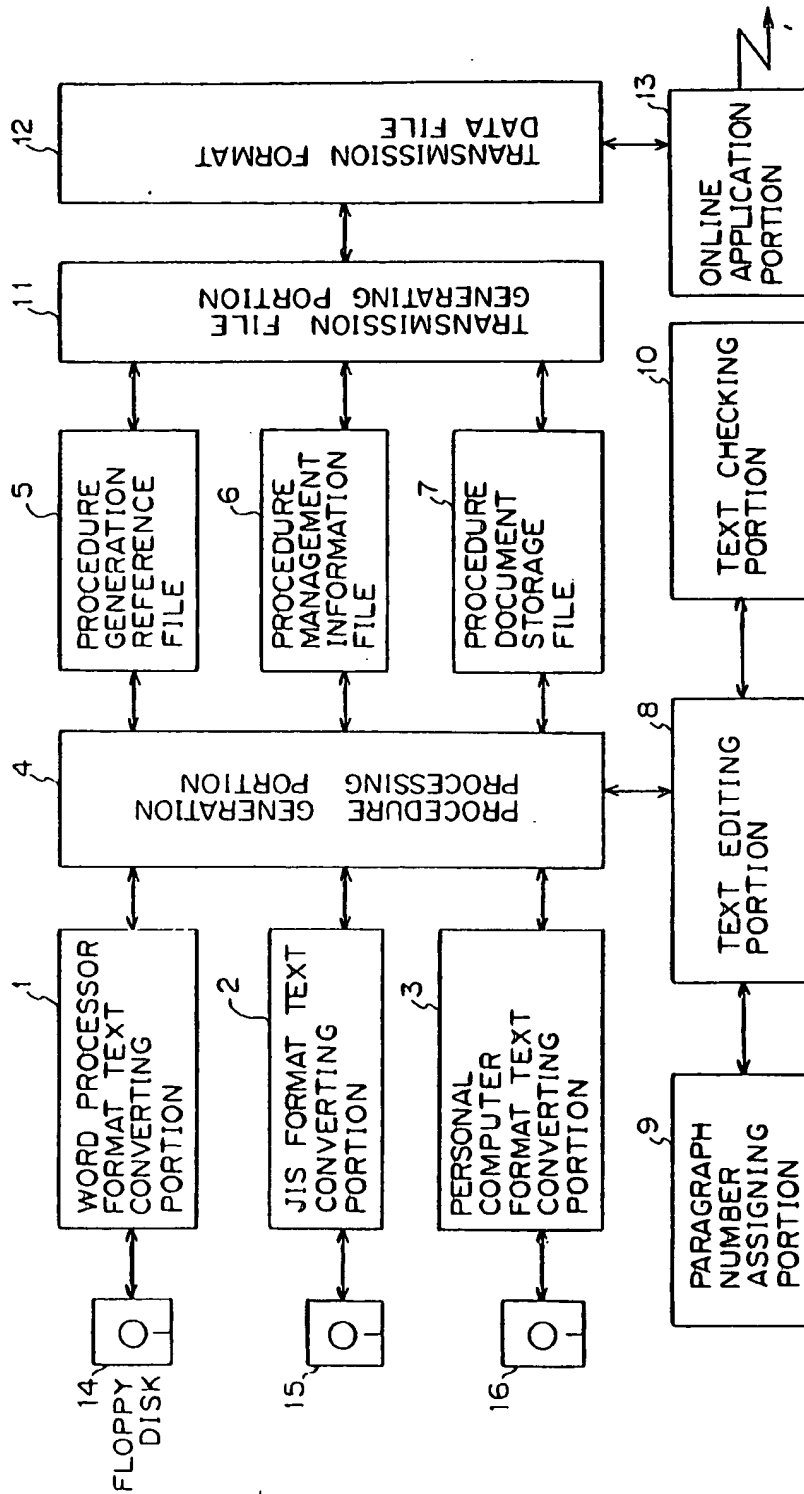 14
FLOPPY
DISK
15
16
1
WORD PROCESSOR
FORMAT TEXT
CONVERTING
PORTION
2
JIS FORMAT TEXT
CONVERTING
PORTION
3
PERSONAL
COMPUTER
FORMAT TEXT
CONVERTING
PORTION
4
PROCEDURE GENERATION
PROCESSING PORTION
5
PROCEDURE
GENERATION
REFERENCE
FILE
6
PROCEDURE
MANAGEMENT
INFORMATION
FILE
7
PROCEDURE
DOCUMENT
STORAGE
FILE
11
TRANSMISSION FILE
GENERATING PORTION
12
TRANSMISSION FORMAT
DATA FILE
9
PARAGRAPH
NUMBER
ASSIGNING
PORTION
8
TEXT EDITING
PORTION
10
TEXT CHECKING
PORTION
13
ONLINE
APPLICATION
PORTION